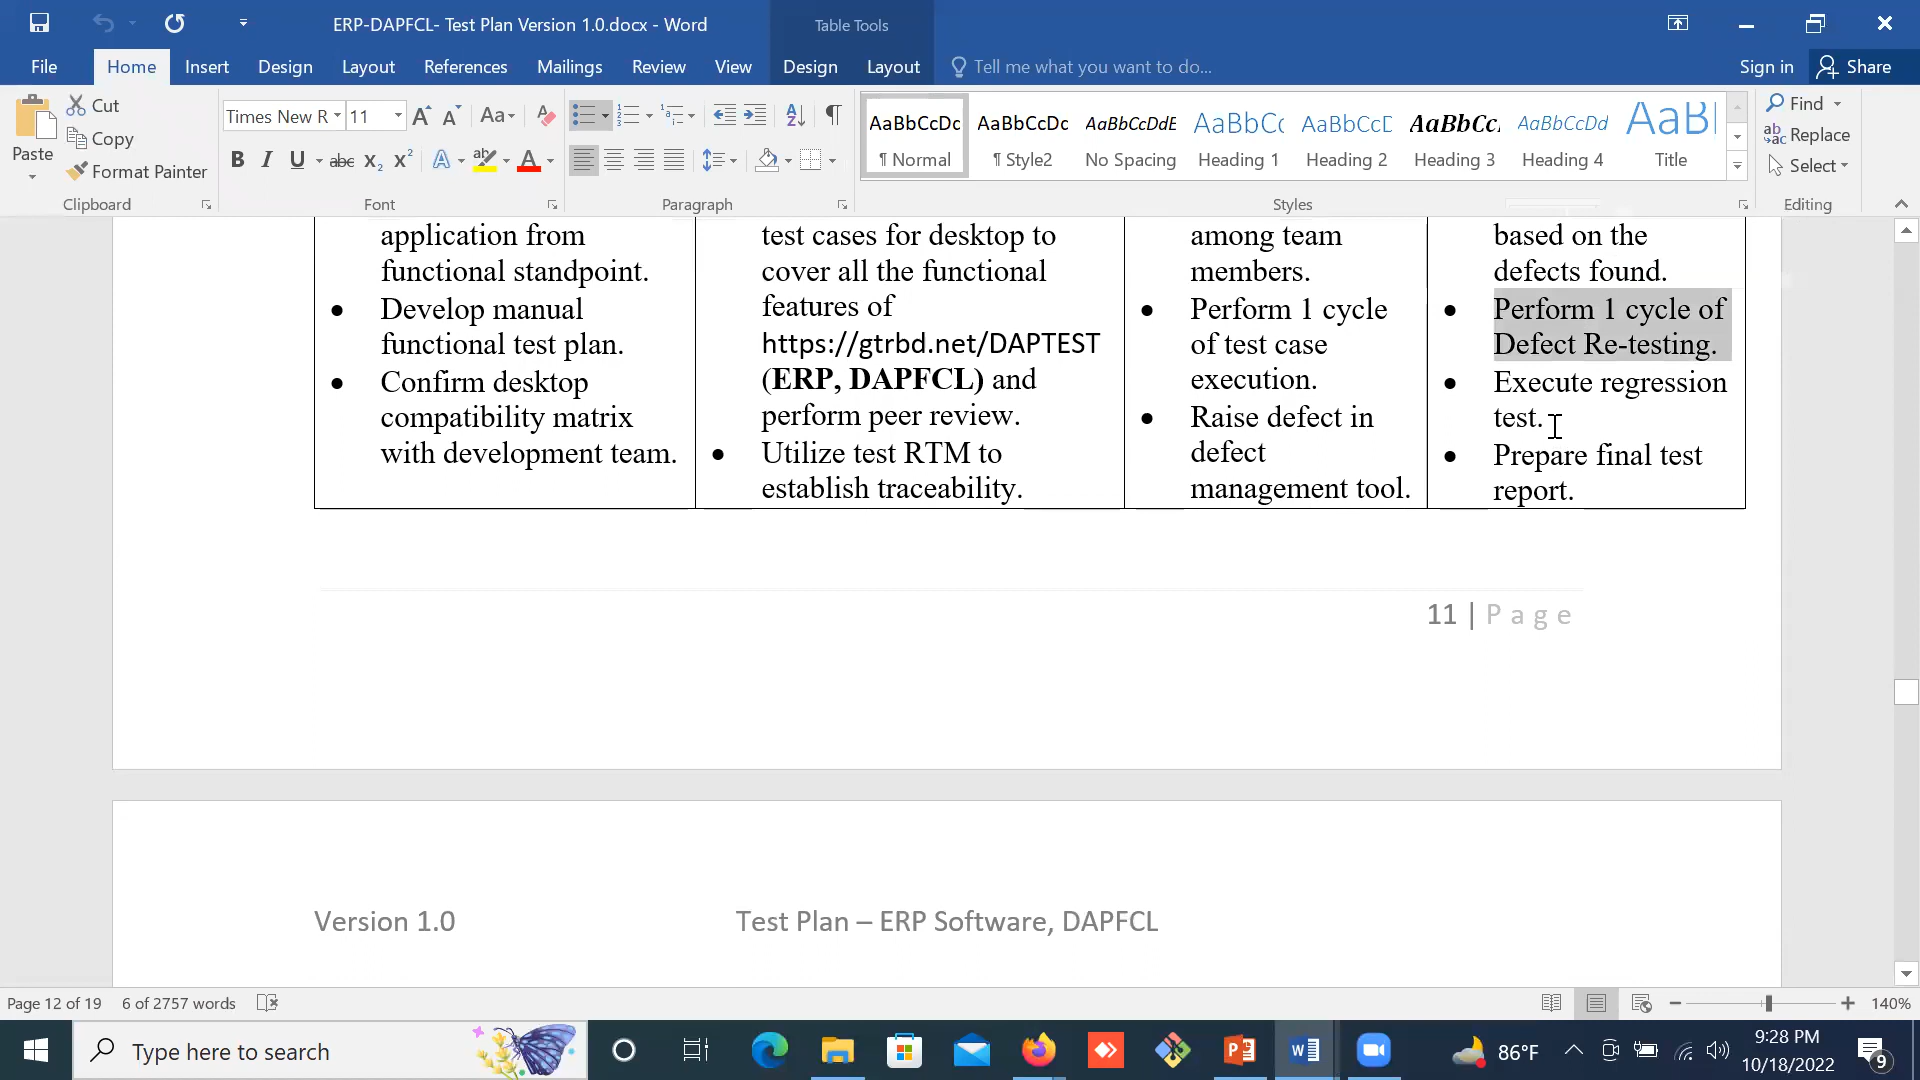 ERP-DAPFCL- Test Plan Version 1.0.docx - Word
Table Tools
File
Home
Insert
Design
Layout
References
Mailings
Review
View
Design
Layout
Tell me what you want to do...
Sign in
Share
Paste
Cut
Copy
Format Painter
Clipboard
Times New R
11
Aa
B I U abc X₂ X² A A
Font
Paragraph
AaBbCcDc
¶ Normal
AaBbCcDc
¶ Style2
AaBbCcDdE
No Spacing
AaBbCc
Heading 1
AaBbCcD
Heading 2
AaBbCc
Heading 3
AaBbCcDd
Heading 4
AaB
Title
Styles
Find
Replace
Select
Editing
application from
functional standpoint.
• Develop manual
functional test plan.
• Confirm desktop
compatibility matrix
with development team.
test cases for desktop to
cover all the functional
features of
https://gtrbd.net/DAPTEST
(ERP, DAPFCL) and
perform peer review.
• Utilize test RTM to
establish traceability.
among team
members.
• Perform 1 cycle
of test case
execution.
• Raise defect in
defect
management tool.
based on the
defects found.
• Perform 1 cycle of
Defect Re-testing.
• Execute regression
test.
• Prepare final test
report.
11 | Page
Version 1.0
Test Plan – ERP Software, DAPFCL
Page 12 of 19
6 of 2757 words
140%
Type here to search
86°F
9:28 PM
10/18/2022
9